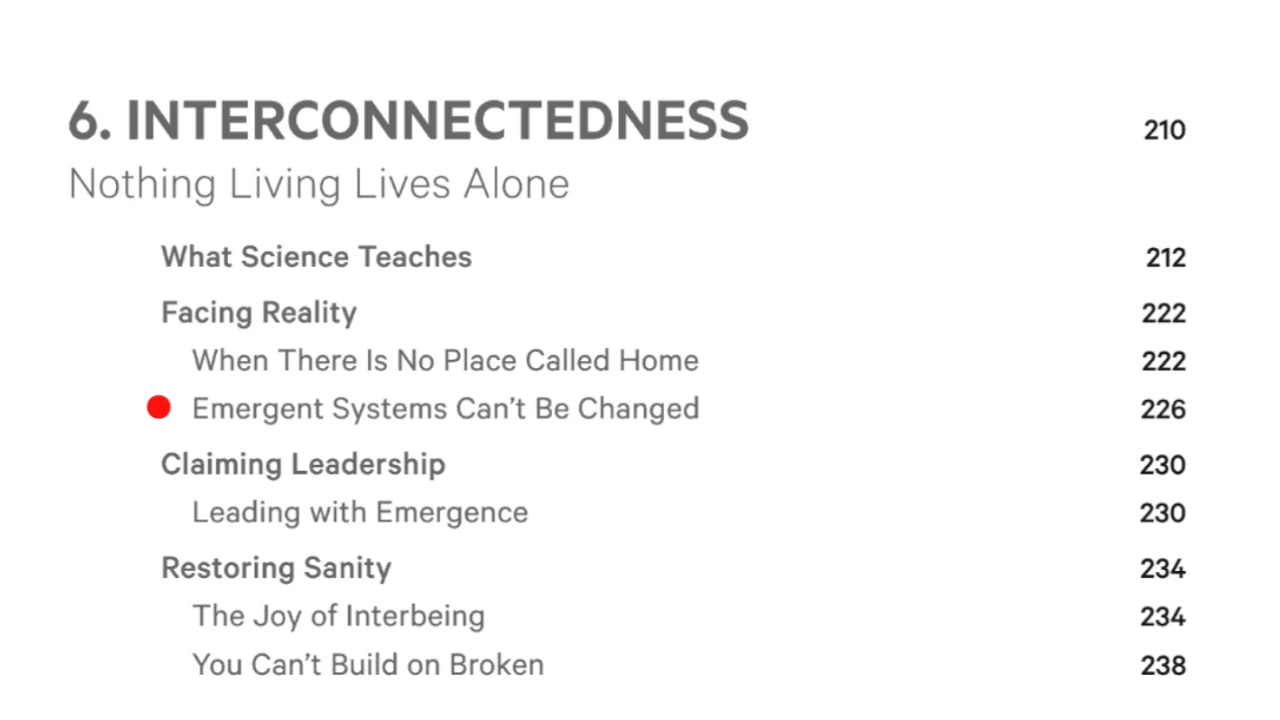 6. INTERCONNECTEDNESS 210
Nothing Living Lives Alone
What Science Teaches 212
Facing Reality 222
When There Is No Place Called Home 222
Emergent Systems Can’t Be Changed 226
Claiming Leadership 230
Leading with Emergence 230
Restoring Sanity 234
The Joy of Interbeing 234
You Can’t Build on Broken 238